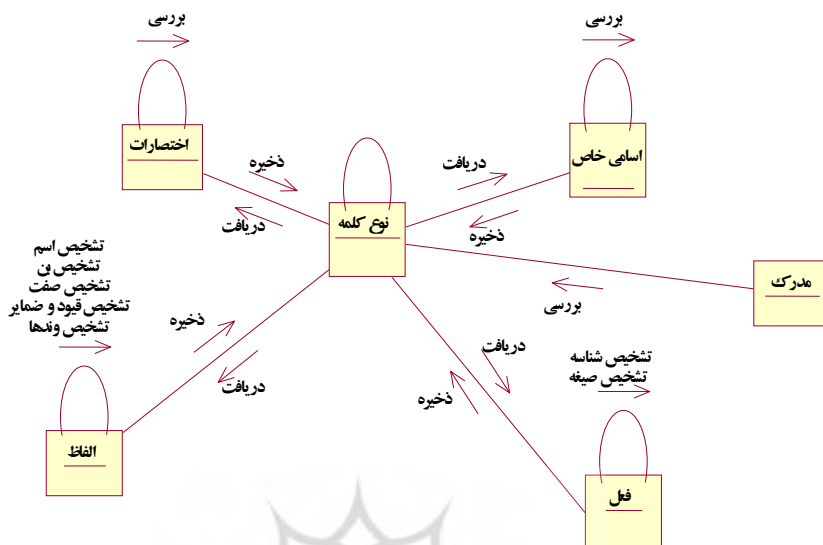 بررسی
بررسی
اختصارات
اسامی خاص
ذخیره
دریافت
دریافت
ذخیره
نوع کلمه
مدرک
بررسی
تشخیص اسم
تشخیص بن
تشخیص صفت
تشخیص قیود و ضمایر
تشخیص وندها
ذخیره
دریافت
دریافت
ذخیره
تشخیص شناسه
تشخیص صیغه
الفاظ
فعل